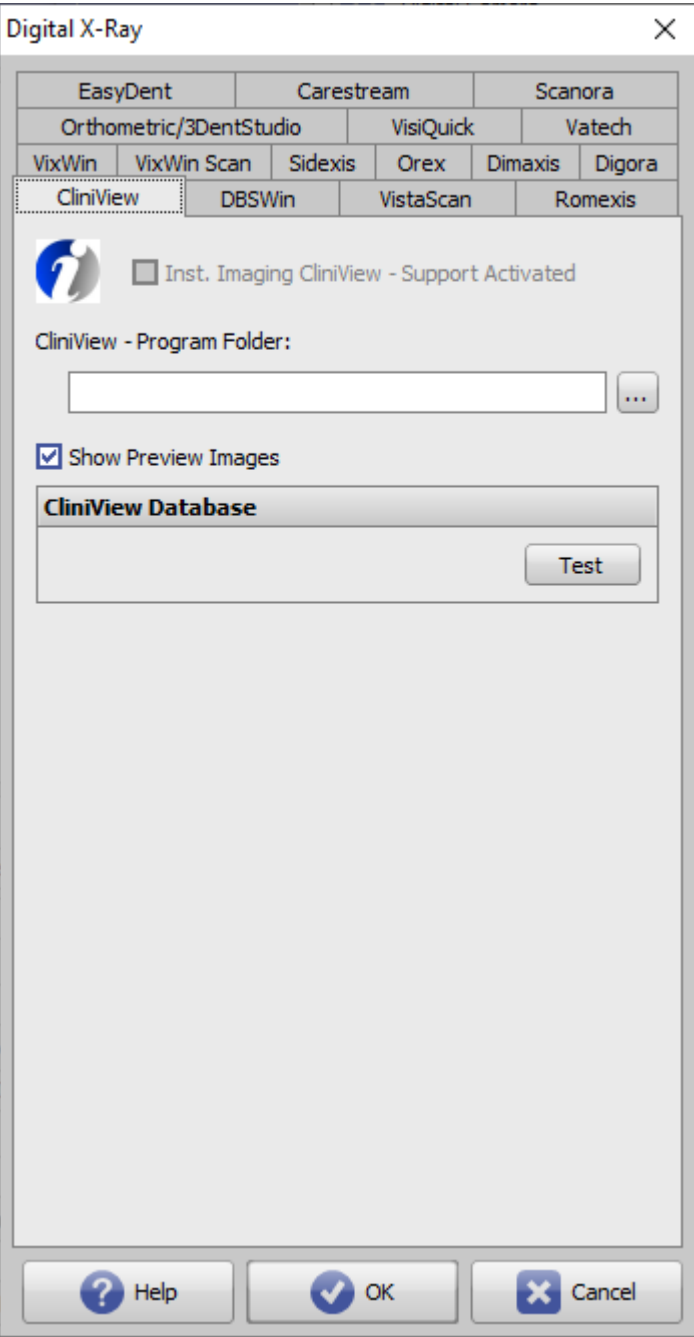 Digital X-Ray
EasyDent Carestream Scanora
Orthometric/3DentStudio VisiQuick Vatech
VixWin VixWin Scan Sidexis Orex Dimaxis Digora
CliniView DBSWin VistaScan Romexis
Inst. Imaging CliniView - Support Activated
CliniView - Program Folder:
...
Show Preview Images
CliniView Database
Test
Help OK Cancel